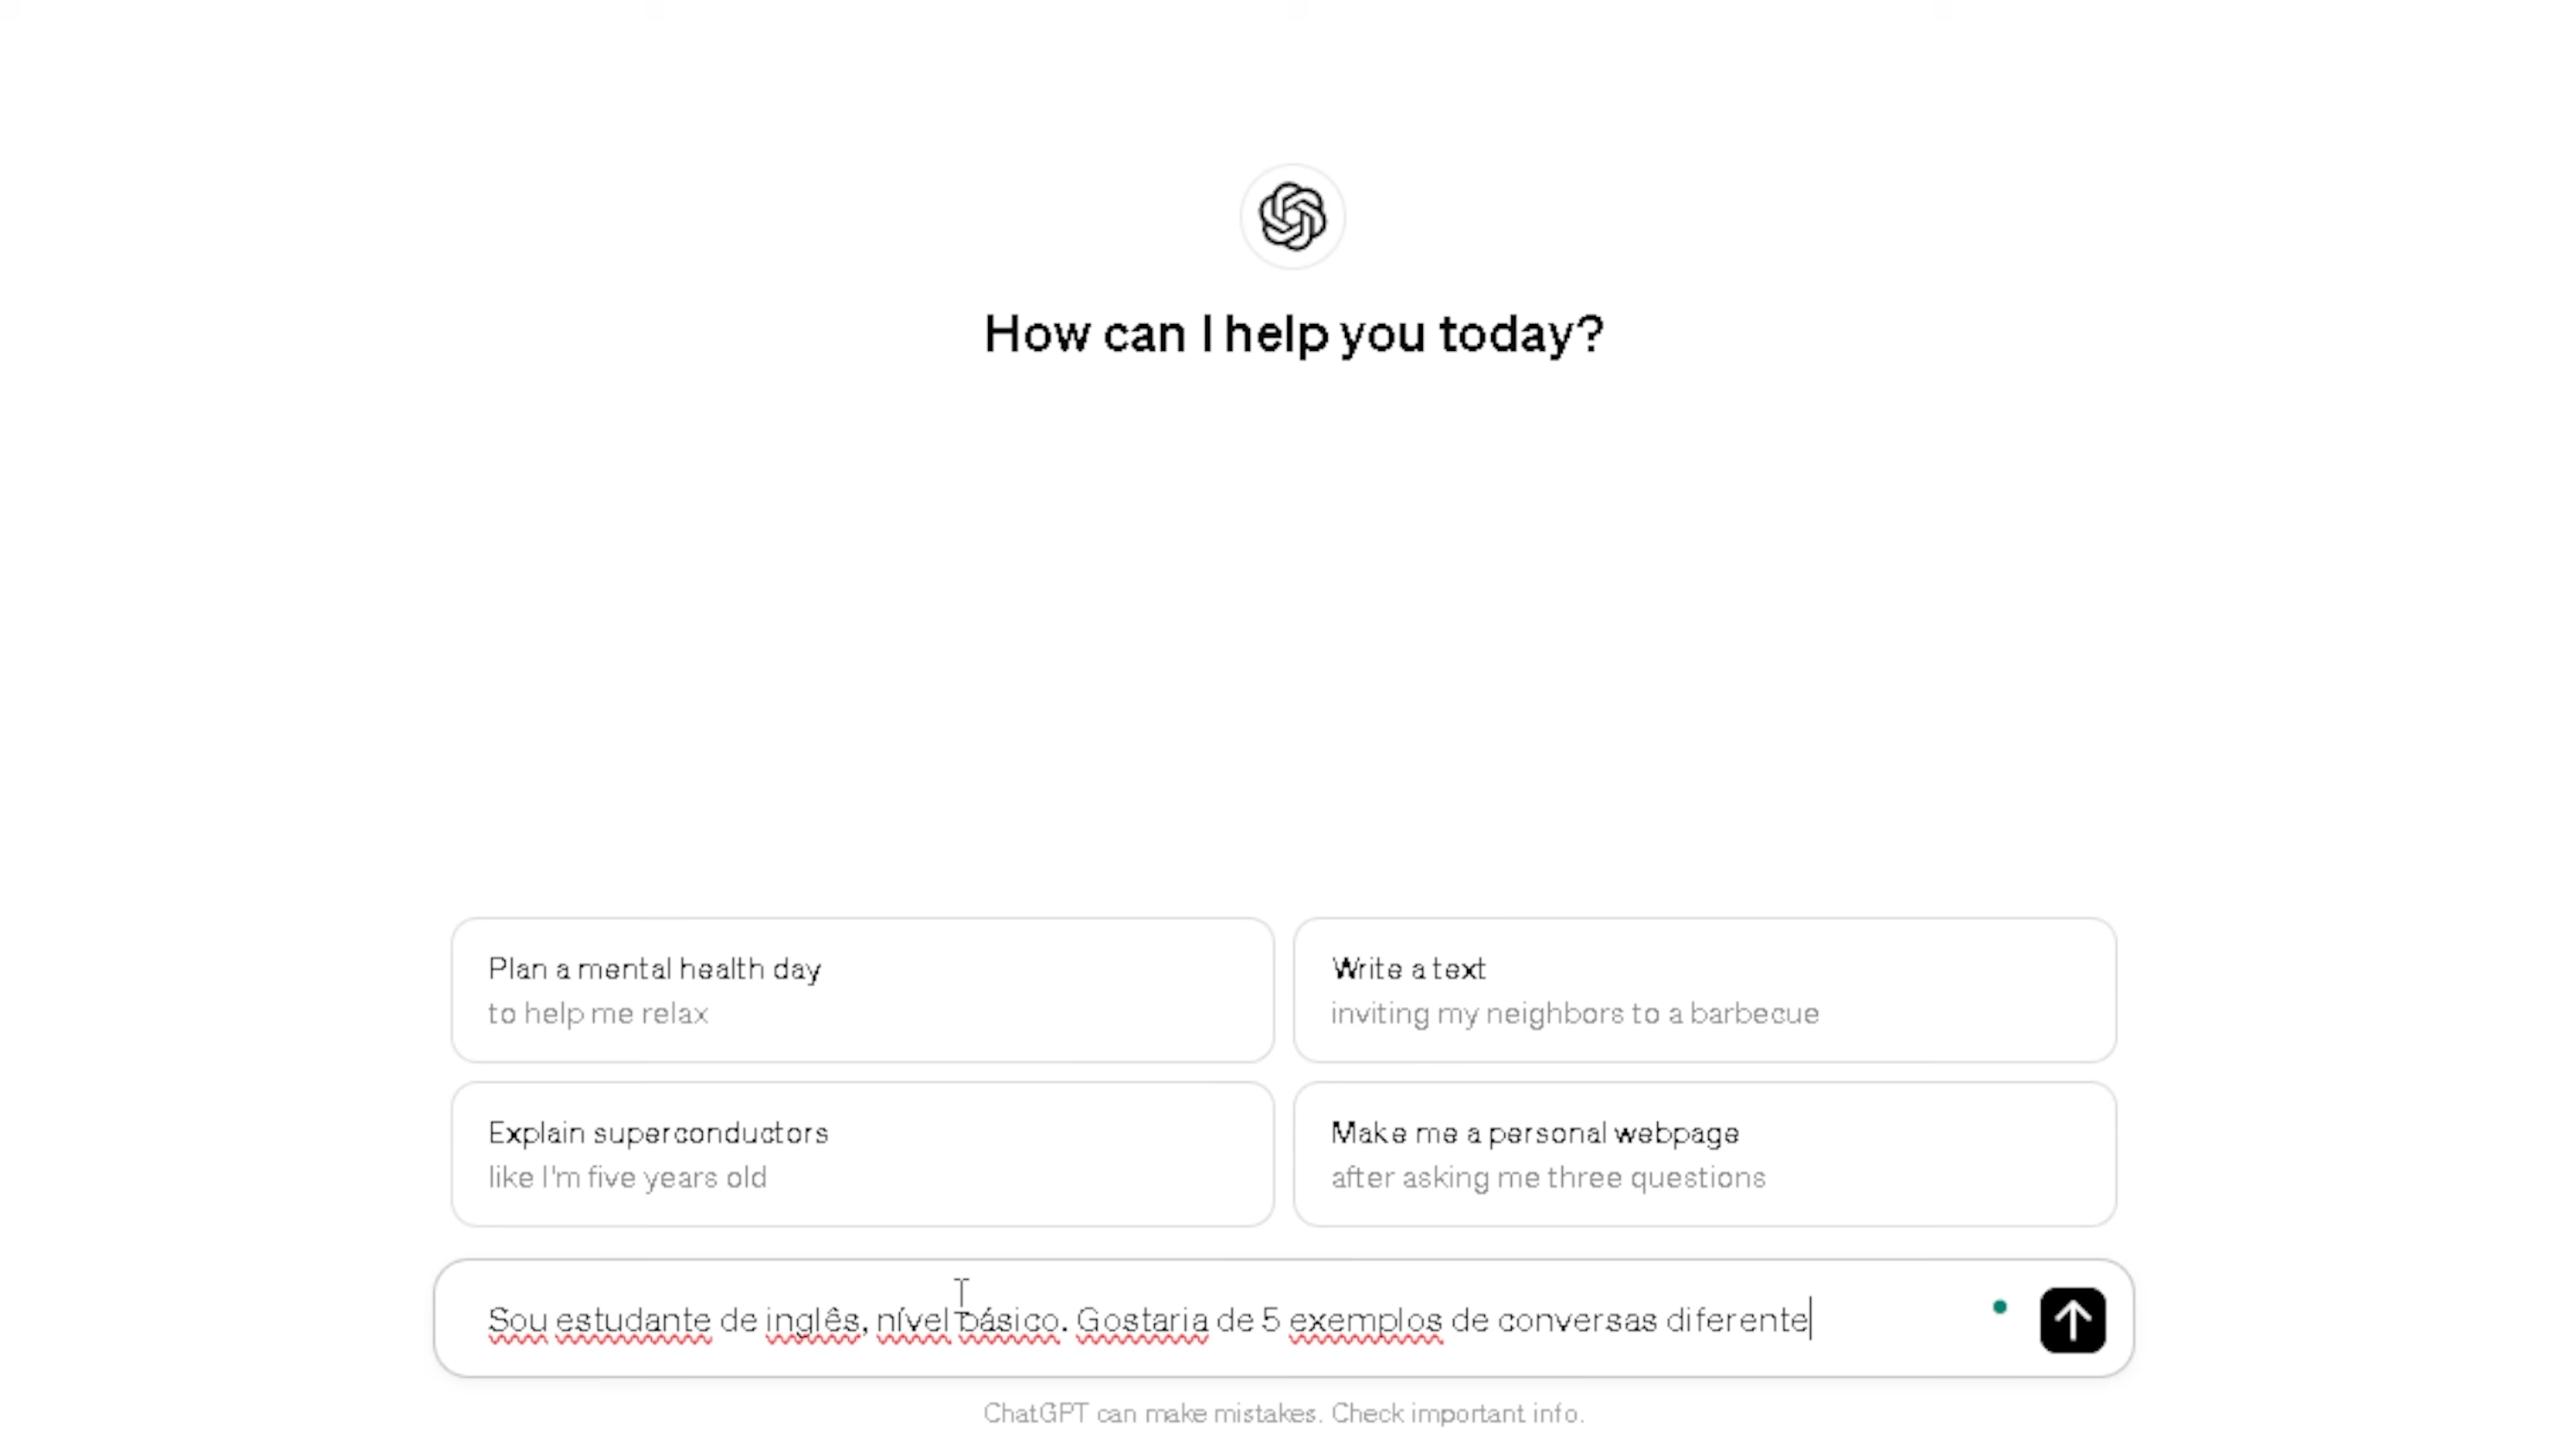 How can I help you today?
Plan a mental health day
to help me relax
Write a text
inviting my neighbors to a barbecue
Explain superconductors
like I'm five years old
Make me a personal webpage
after asking me three questions
Sou estudante de inglês, nível básico. Gostaria de 5 exemplos de conversas diferente
ChatGPT can make mistakes. Check important info.